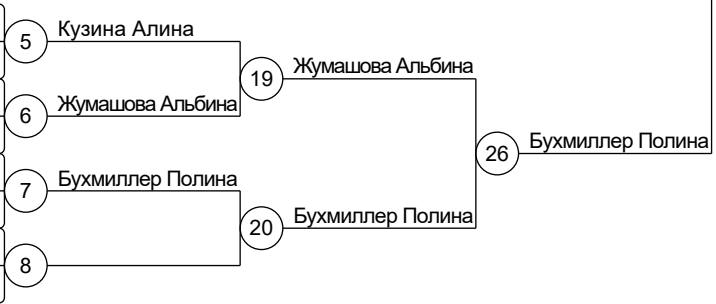 5 Кузина Алина
19 Жумашова Альбина
6 Жумашова Альбина
26 Бухмиллер Полина
7 Бухмиллер Полина
20 Бухмиллер Полина
8